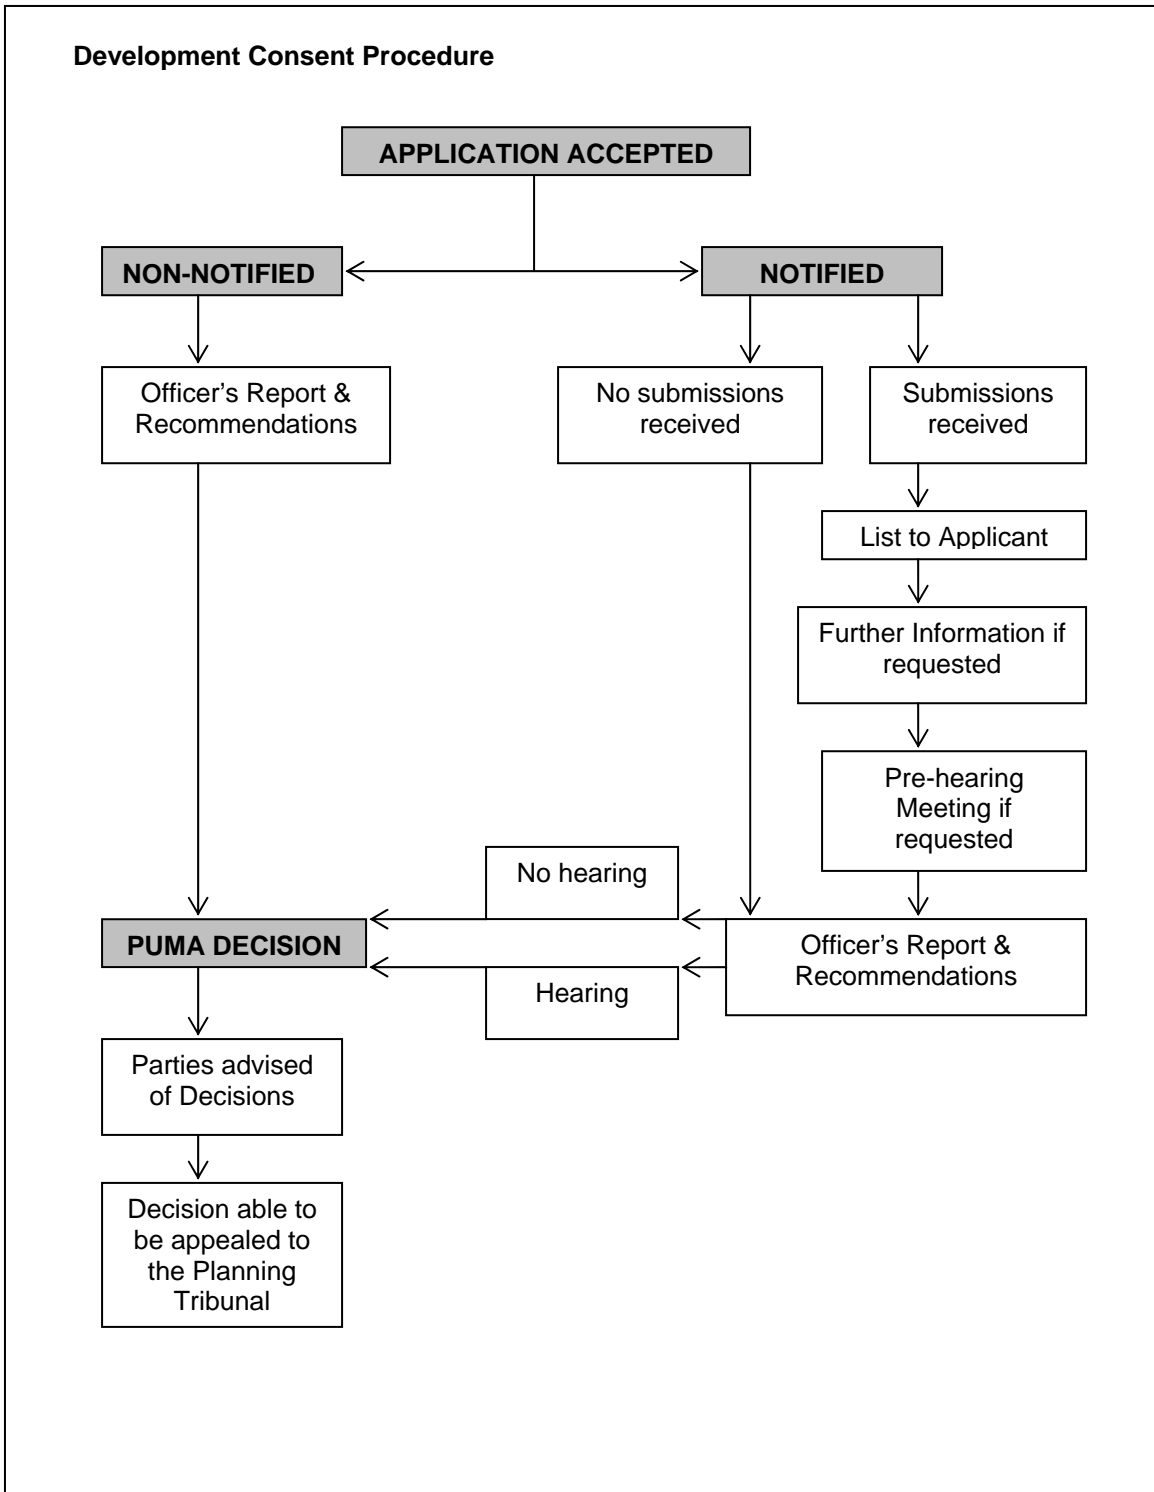 Development Consent Procedure
APPLICATION ACCEPTED
NON-NOTIFIED
NOTIFIED
Officer’s Report &
Recommendations
No submissions
received
Submissions
received
List to Applicant
Further Information if
requested
Pre-hearing
Meeting if
requested
No hearing
PUMA DECISION
Officer’s Report &
Recommendations
Hearing
Parties advised
of Decisions
Decision able to
be appealed to
the Planning
Tribunal